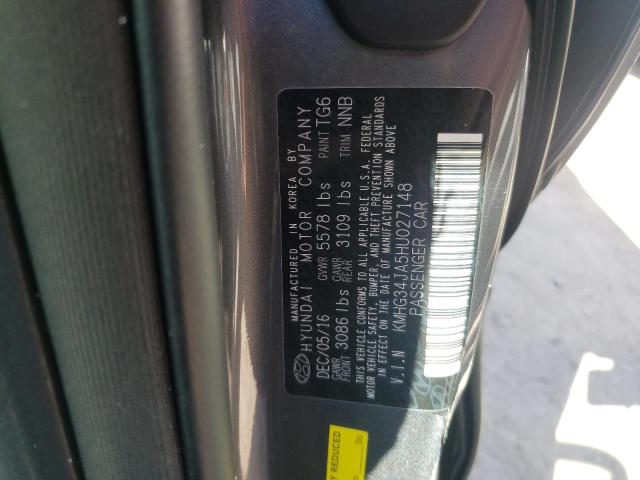 MANUFACTURED IN KOREA BY
HYUNDAI MOTOR COMPANY
DEC/05/16 GVWR 5578 lbs PAINT TG6
GAWR FRONT 3086 lbs GAWR REAR 3109 lbs TRIM NNB
THIS VEHICLE CONFORMS TO ALL APPLICABLE U.S.A. FEDERAL
MOTOR VEHICLE SAFETY, BUMPER, AND THEFT PREVENTION STANDARDS
IN EFFECT ON THE DATE OF MANUFACTURE SHOWN ABOVE
V.I.N KMHG34JA5HU027148
PASSENGER CAR
REDUCED
lbs